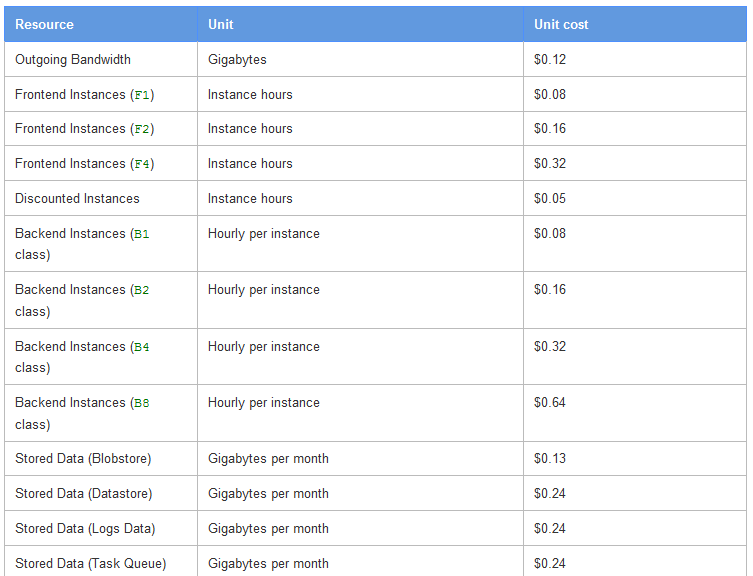 Resource Unit Unit cost
Outgoing Bandwidth Gigabytes $0.12
Frontend Instances (F1) Instance hours $0.08
Frontend Instances (F2) Instance hours $0.16
Frontend Instances (F4) Instance hours $0.32
Discounted Instances Instance hours $0.05
Backend Instances (B1 Hourly per instance $0.08
class)
Backend Instances (B2 Hourly per instance $0.16
class)
Backend Instances (B4 Hourly per instance $0.32
class)
Backend Instances (B8 Hourly per instance $0.64
class)
Stored Data (Blobstore) Gigabytes per month $0.13
Stored Data (Datastore) Gigabytes per month $0.24
Stored Data (Logs Data) Gigabytes per month $0.24
Stored Data (Task Queue) Gigabytes per month $0.24